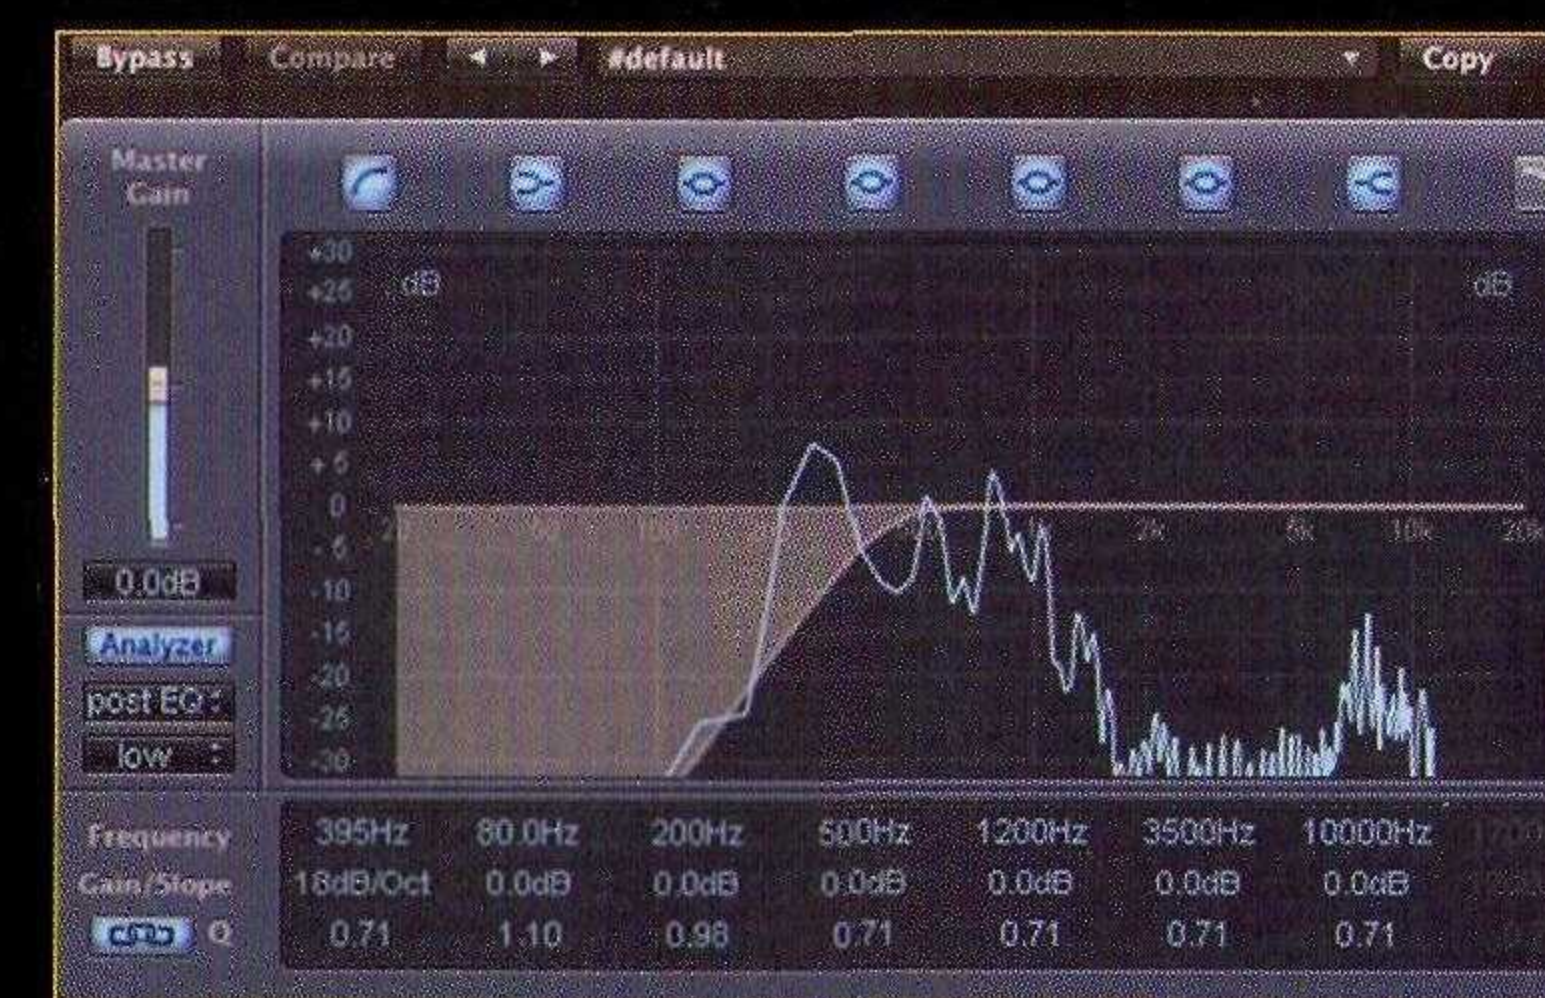 Bypass Compare #default Copy
Master
Gain
+30
dB dB
+25
+20
+15
+10
+ 5
0
2k 6k 10k 20k
- 5
-10
0.0dB
-15
Analyzer
-20
post EQ
-25
low
-30
Frequency 395Hz 80.0Hz 200Hz 500Hz 1200Hz 3500Hz 10000Hz
Gain/Slope 18dB/Oct 0.0dB 0.0dB 0.0dB 0.0dB 0.0dB 0.0dB
Q 0.71 1.10 0.98 0.71 0.71 0.71 0.71